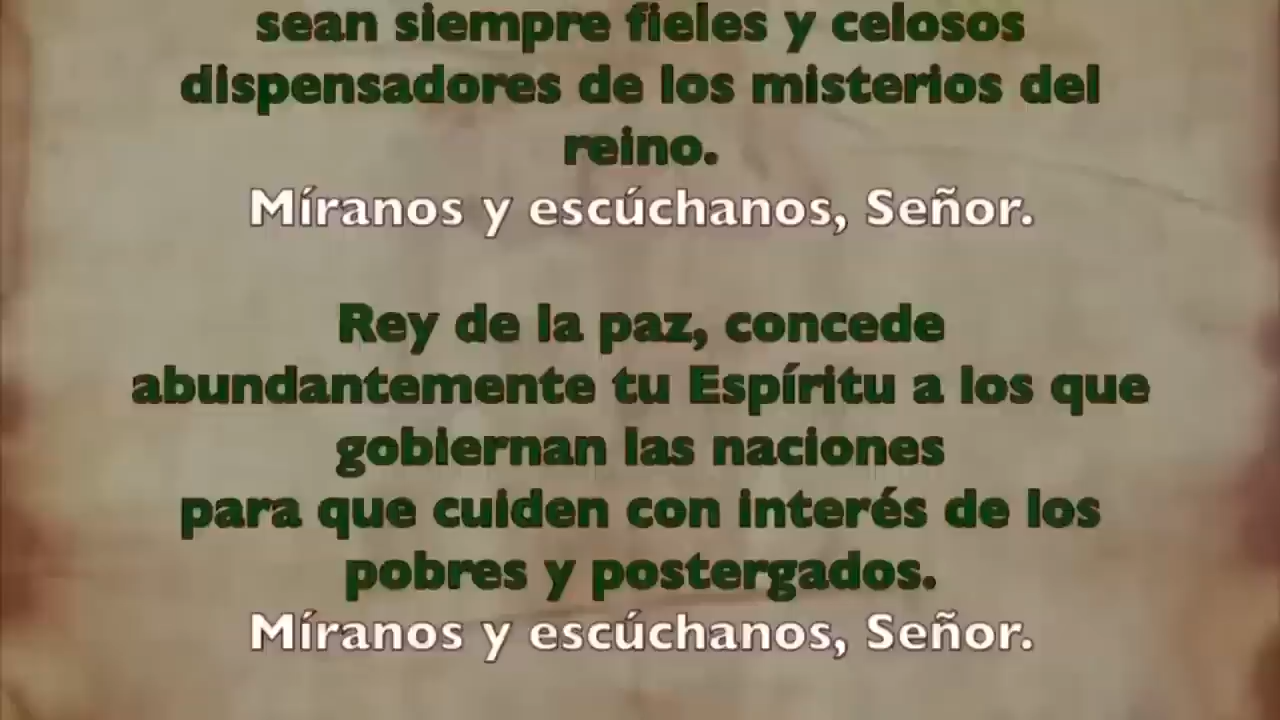 sean siempre fieles y celosos
dispensadores de los misterios del
reino.
Míranos y escúchanos, Señor.
Rey de la paz, concede
abundantemente tu Espíritu a los que
gobiernan las naciones
para que cuiden con interés de los
pobres y postergados.
Míranos y escúchanos, Señor.